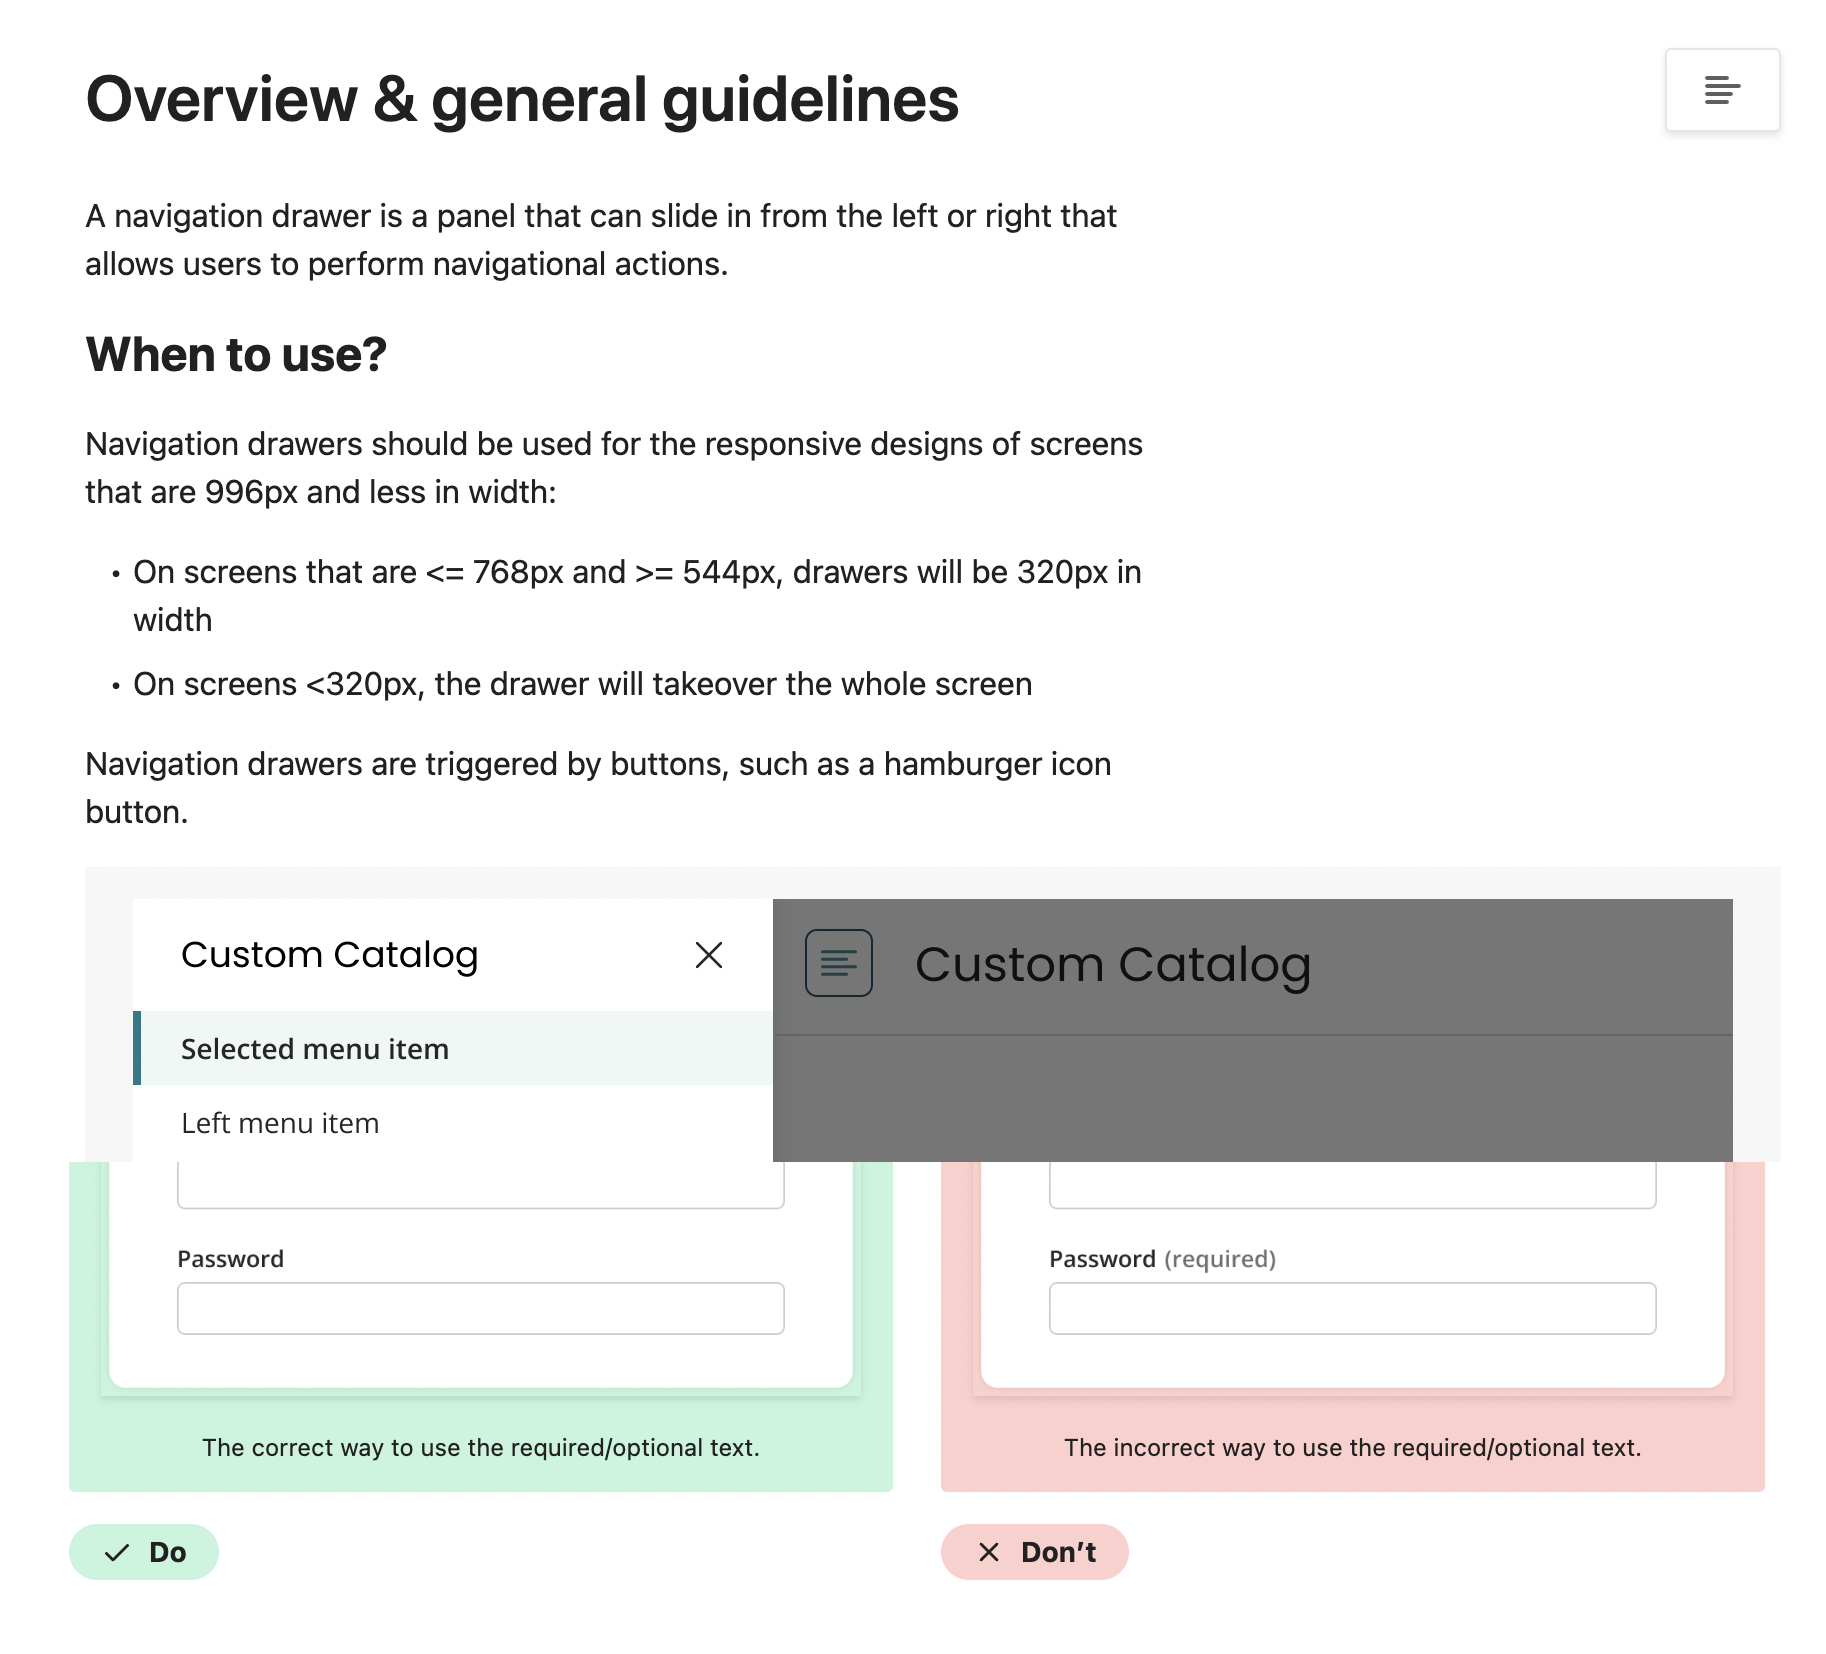 Overview & general guidelines
A navigation drawer is a panel that can slide in from the left or right that
allows users to perform navigational actions.
When to use?
Navigation drawers should be used for the responsive designs of screens
that are 996px and less in width:
• On screens that are <= 768px and >= 544px, drawers will be 320px in
width
• On screens <320px, the drawer will takeover the whole screen
Navigation drawers are triggered by buttons, such as a hamburger icon
button.
Custom Catalog
Custom Catalog
Selected menu item
Left menu item
Password
Password (required)
The correct way to use the required/optional text.
The incorrect way to use the required/optional text.
Do
Don’t